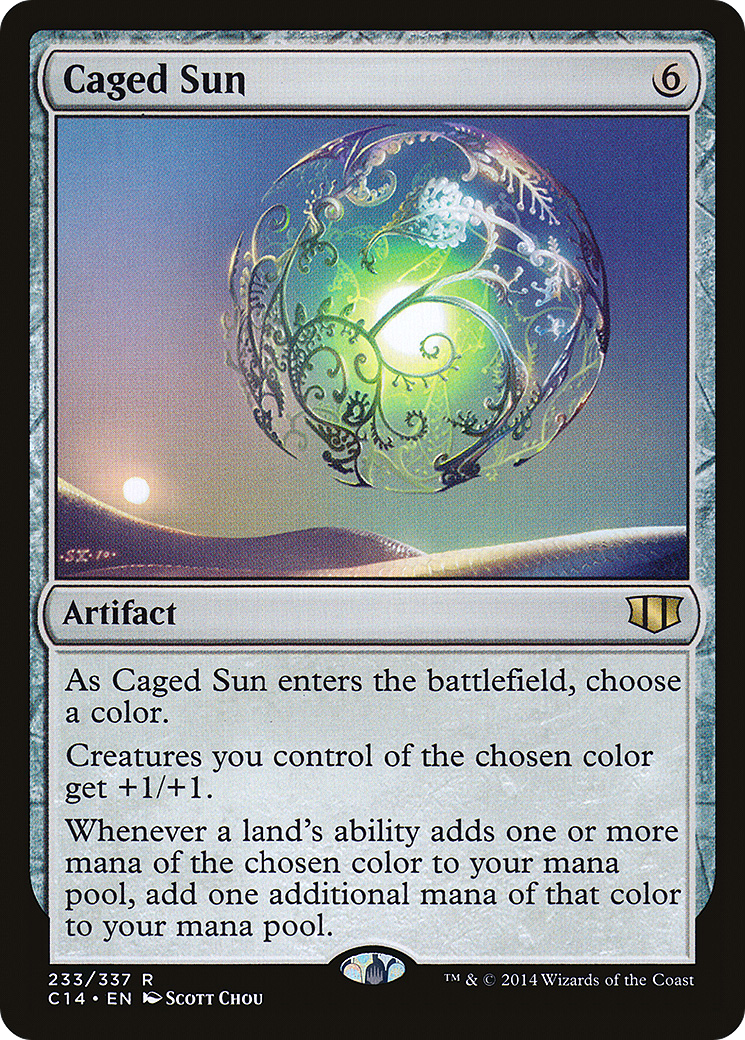 Caged Sun
6
·SZ·10·
Artifact
As Caged Sun enters the battlefield, choose
a color.
Creatures you control of the chosen color
get +1/+1.
Whenever a land's ability adds one or more
mana of the chosen color to your mana
pool, add one additional mana of that color
to your mana pool.
233/337 R
™ & © 2014 Wizards of the Coast
C14 • EN Scott Chou